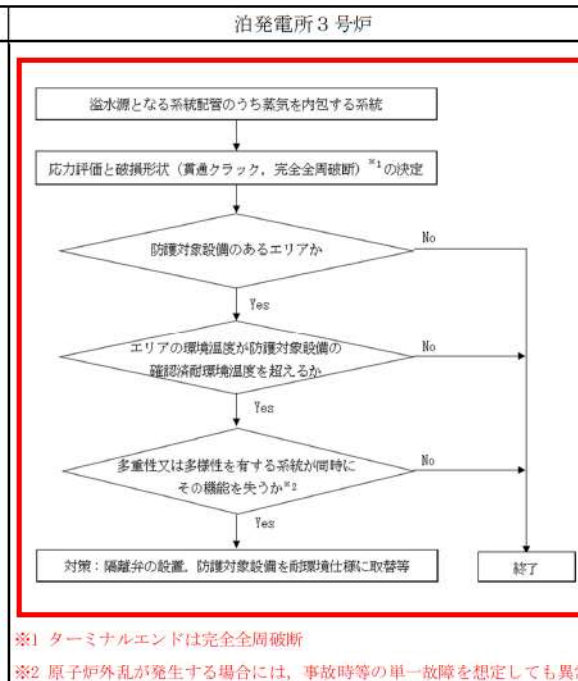 泊発電所3号炉
溢水源となる系統配管のうち蒸気を内包する系統
応力評価と破損形状（貫通クラック，完全全周破断）※1の決定
防護対象設備のあるエリアか
No
Yes
エリアの環境温度が防護対象設備の
確認済耐環境温度を超えるか
No
Yes
多重性又は多様性を有する系統が同時に
その機能を失うか※2
No
Yes
対策：隔離弁の設置，防護対象設備を耐環境仕様に取替等
終了
※1 ターミナルエンドは完全全周破断
※2 原子炉外乱が発生する場合には，事故時等の単一故障を想定しても異